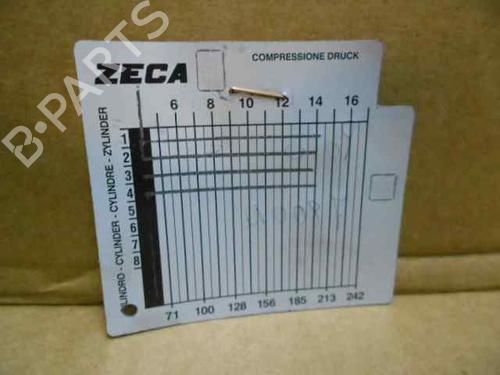 B-PARTS
ZECA
COMPRESSIONE DRUCK
6 8 10 12 14 16
CILINDRO - CYLINDER - CYLINDRE - ZYLINDER
1
2
3
4
5
6
7
8
71 100 128 156 185 213 242